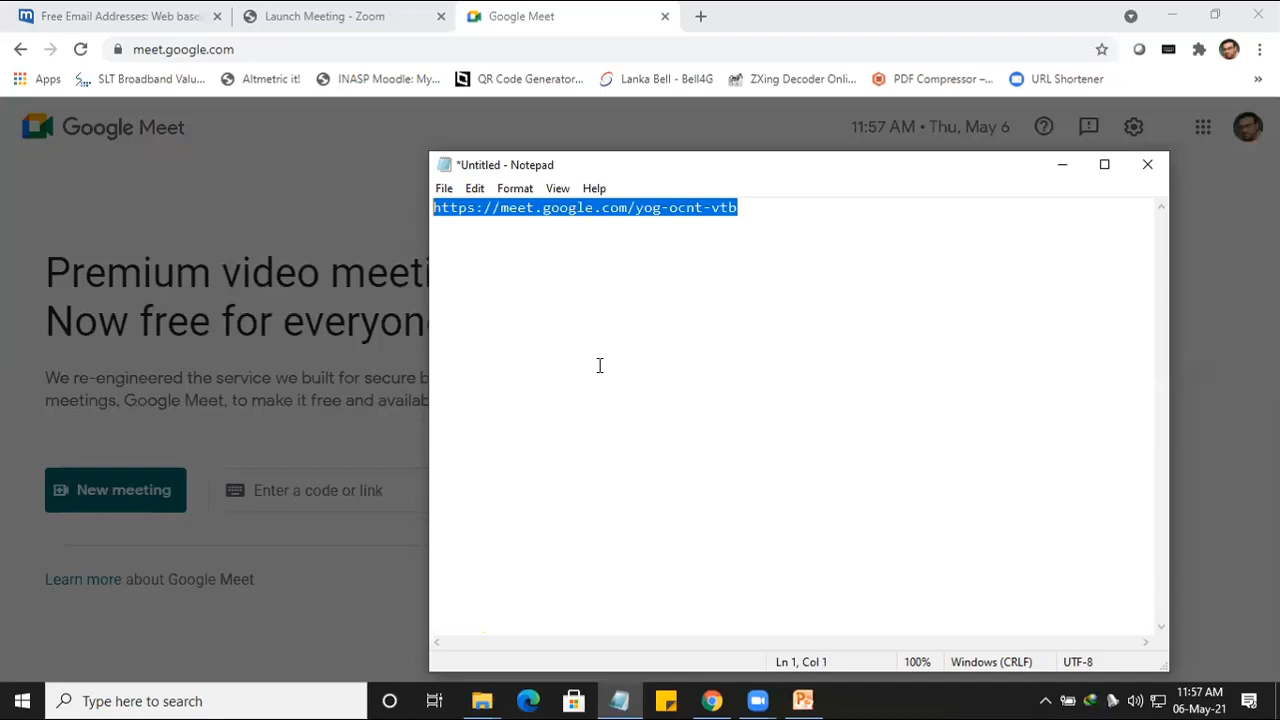 Free Email Addresses: Web base
Launch Meeting - Zoom
Google Meet
meet.google.com
Apps
SLT Broadband Valu...
Altmetric it!
INASP Moodle: My...
QR Code Generator...
Lanka Bell - Bell4G
ZXing Decoder Onli...
PDF Compressor –...
URL Shortener
»
Google Meet
11:57 AM • Thu, May 6
*Untitled - Notepad
File Edit Format View Help
https://meet.google.com/yog-ocnt-vtb
Premium video meeti
Now free for everyon
We re-engineered the service we built for secure b
meetings, Google Meet, to make it free and availab
New meeting
Enter a code or link
Learn more about Google Meet
Ln 1, Col 1
100%
Windows (CRLF)
UTF-8
Type here to search
11:57 AM
06-May-21